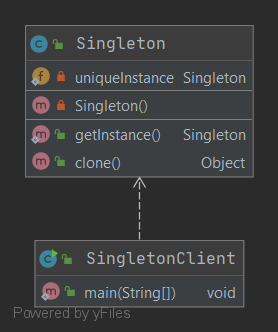 Singleton
uniqueInstance Singleton
Singleton()
getInstance() Singleton
clone() Object
SingletonClient
main(String[]) void
Powered by yFiles